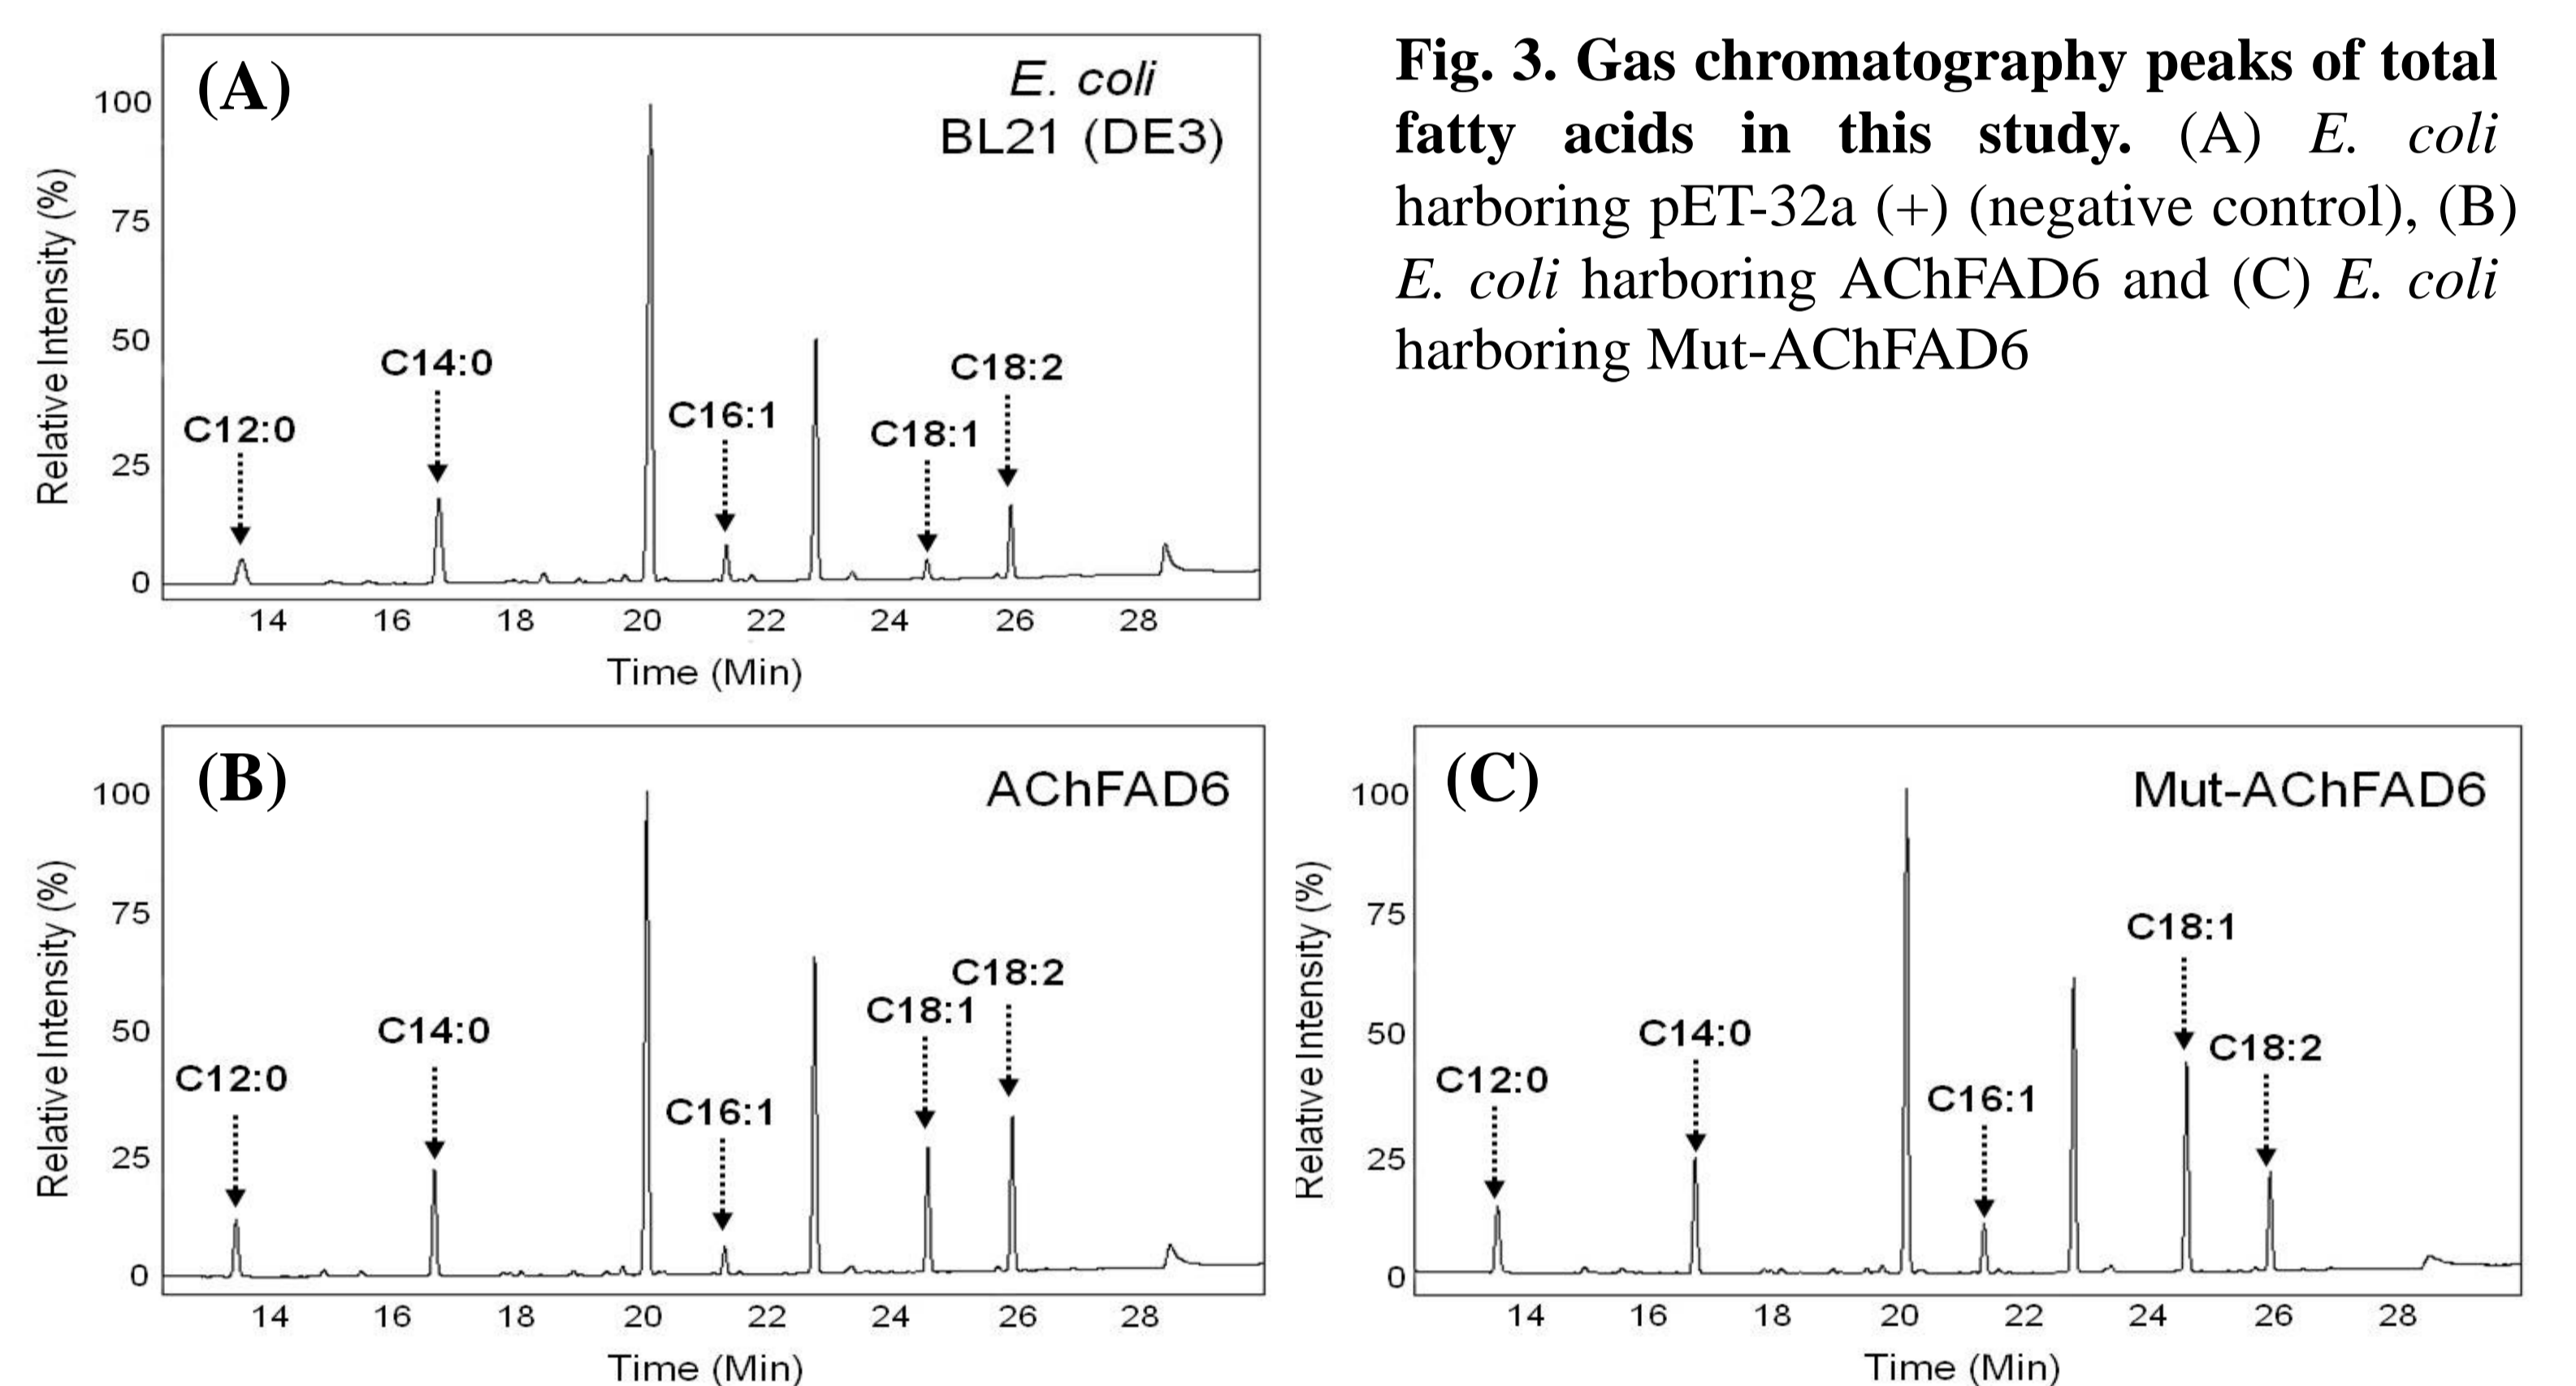 (A)
E. coli
BL21 (DE3)
Relative Intensity (%)
100
75
50
25
0
C12:0
C14:0
C16:1
C18:1
C18:2
14 16 18 20 22 24 26 28
Time (Min)
Fig. 3. Gas chromatography peaks of total
fatty acids in this study. (A) E. coli
harboring pET-32a (+) (negative control), (B)
E. coli harboring AChFAD6 and (C) E. coli
harboring Mut-AChFAD6
(B)
AChFAD6
Relative Intensity (%)
100
75
50
25
0
C12:0
C14:0
C16:1
C18:1
C18:2
14 16 18 20 22 24 26 28
Time (Min)
(C)
Mut-AChFAD6
Relative Intensity (%)
100
75
50
25
0
C12:0
C14:0
C16:1
C18:1
C18:2
14 16 18 20 22 24 26 28
Time (Min)